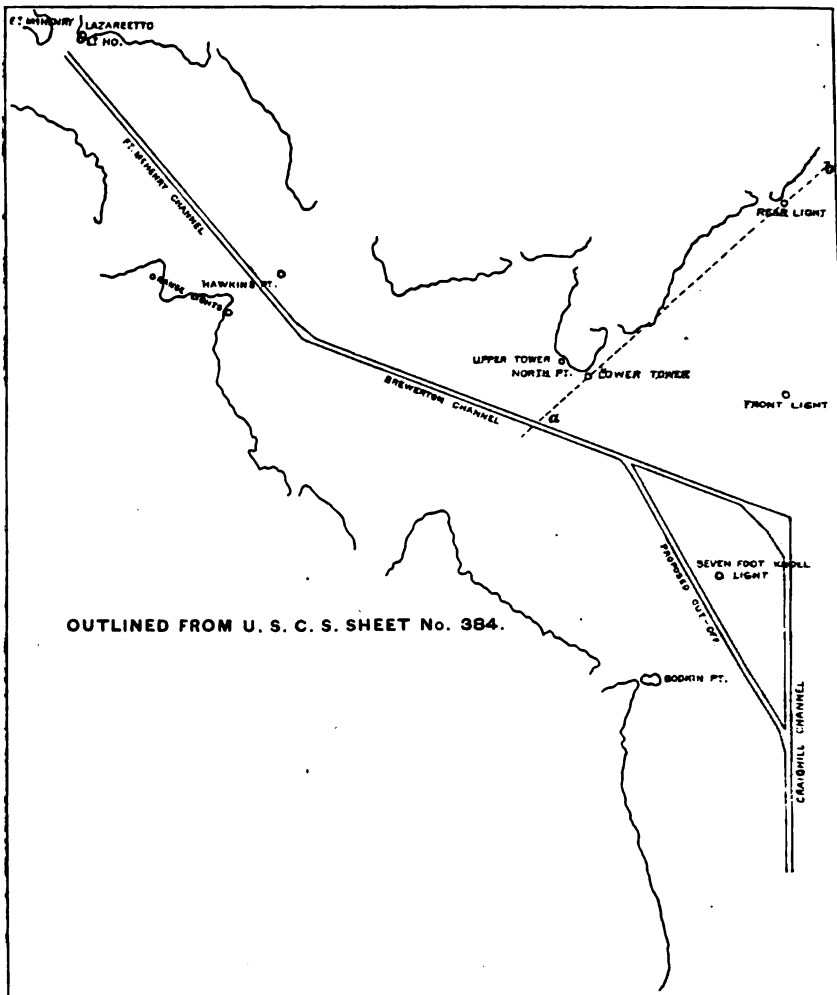 FT. MCHENRY
LAZARETTO
LT HO.
FT. MCHENRY CHANNEL
REAR LIGHT
HAWKINS PT.
RANGE LIGHTS
UPPER TOWER
NORTH PT.
LOWER TOWER
BREWERTON CHANNEL
FRONT LIGHT
a
b
SEVEN FOOT KNOLL
LIGHT
PROPOSED CUT-OFF
OUTLINED FROM U. S. C. S. SHEET No. 384.
BODKIN PT.
CRAIGHILL CHANNEL